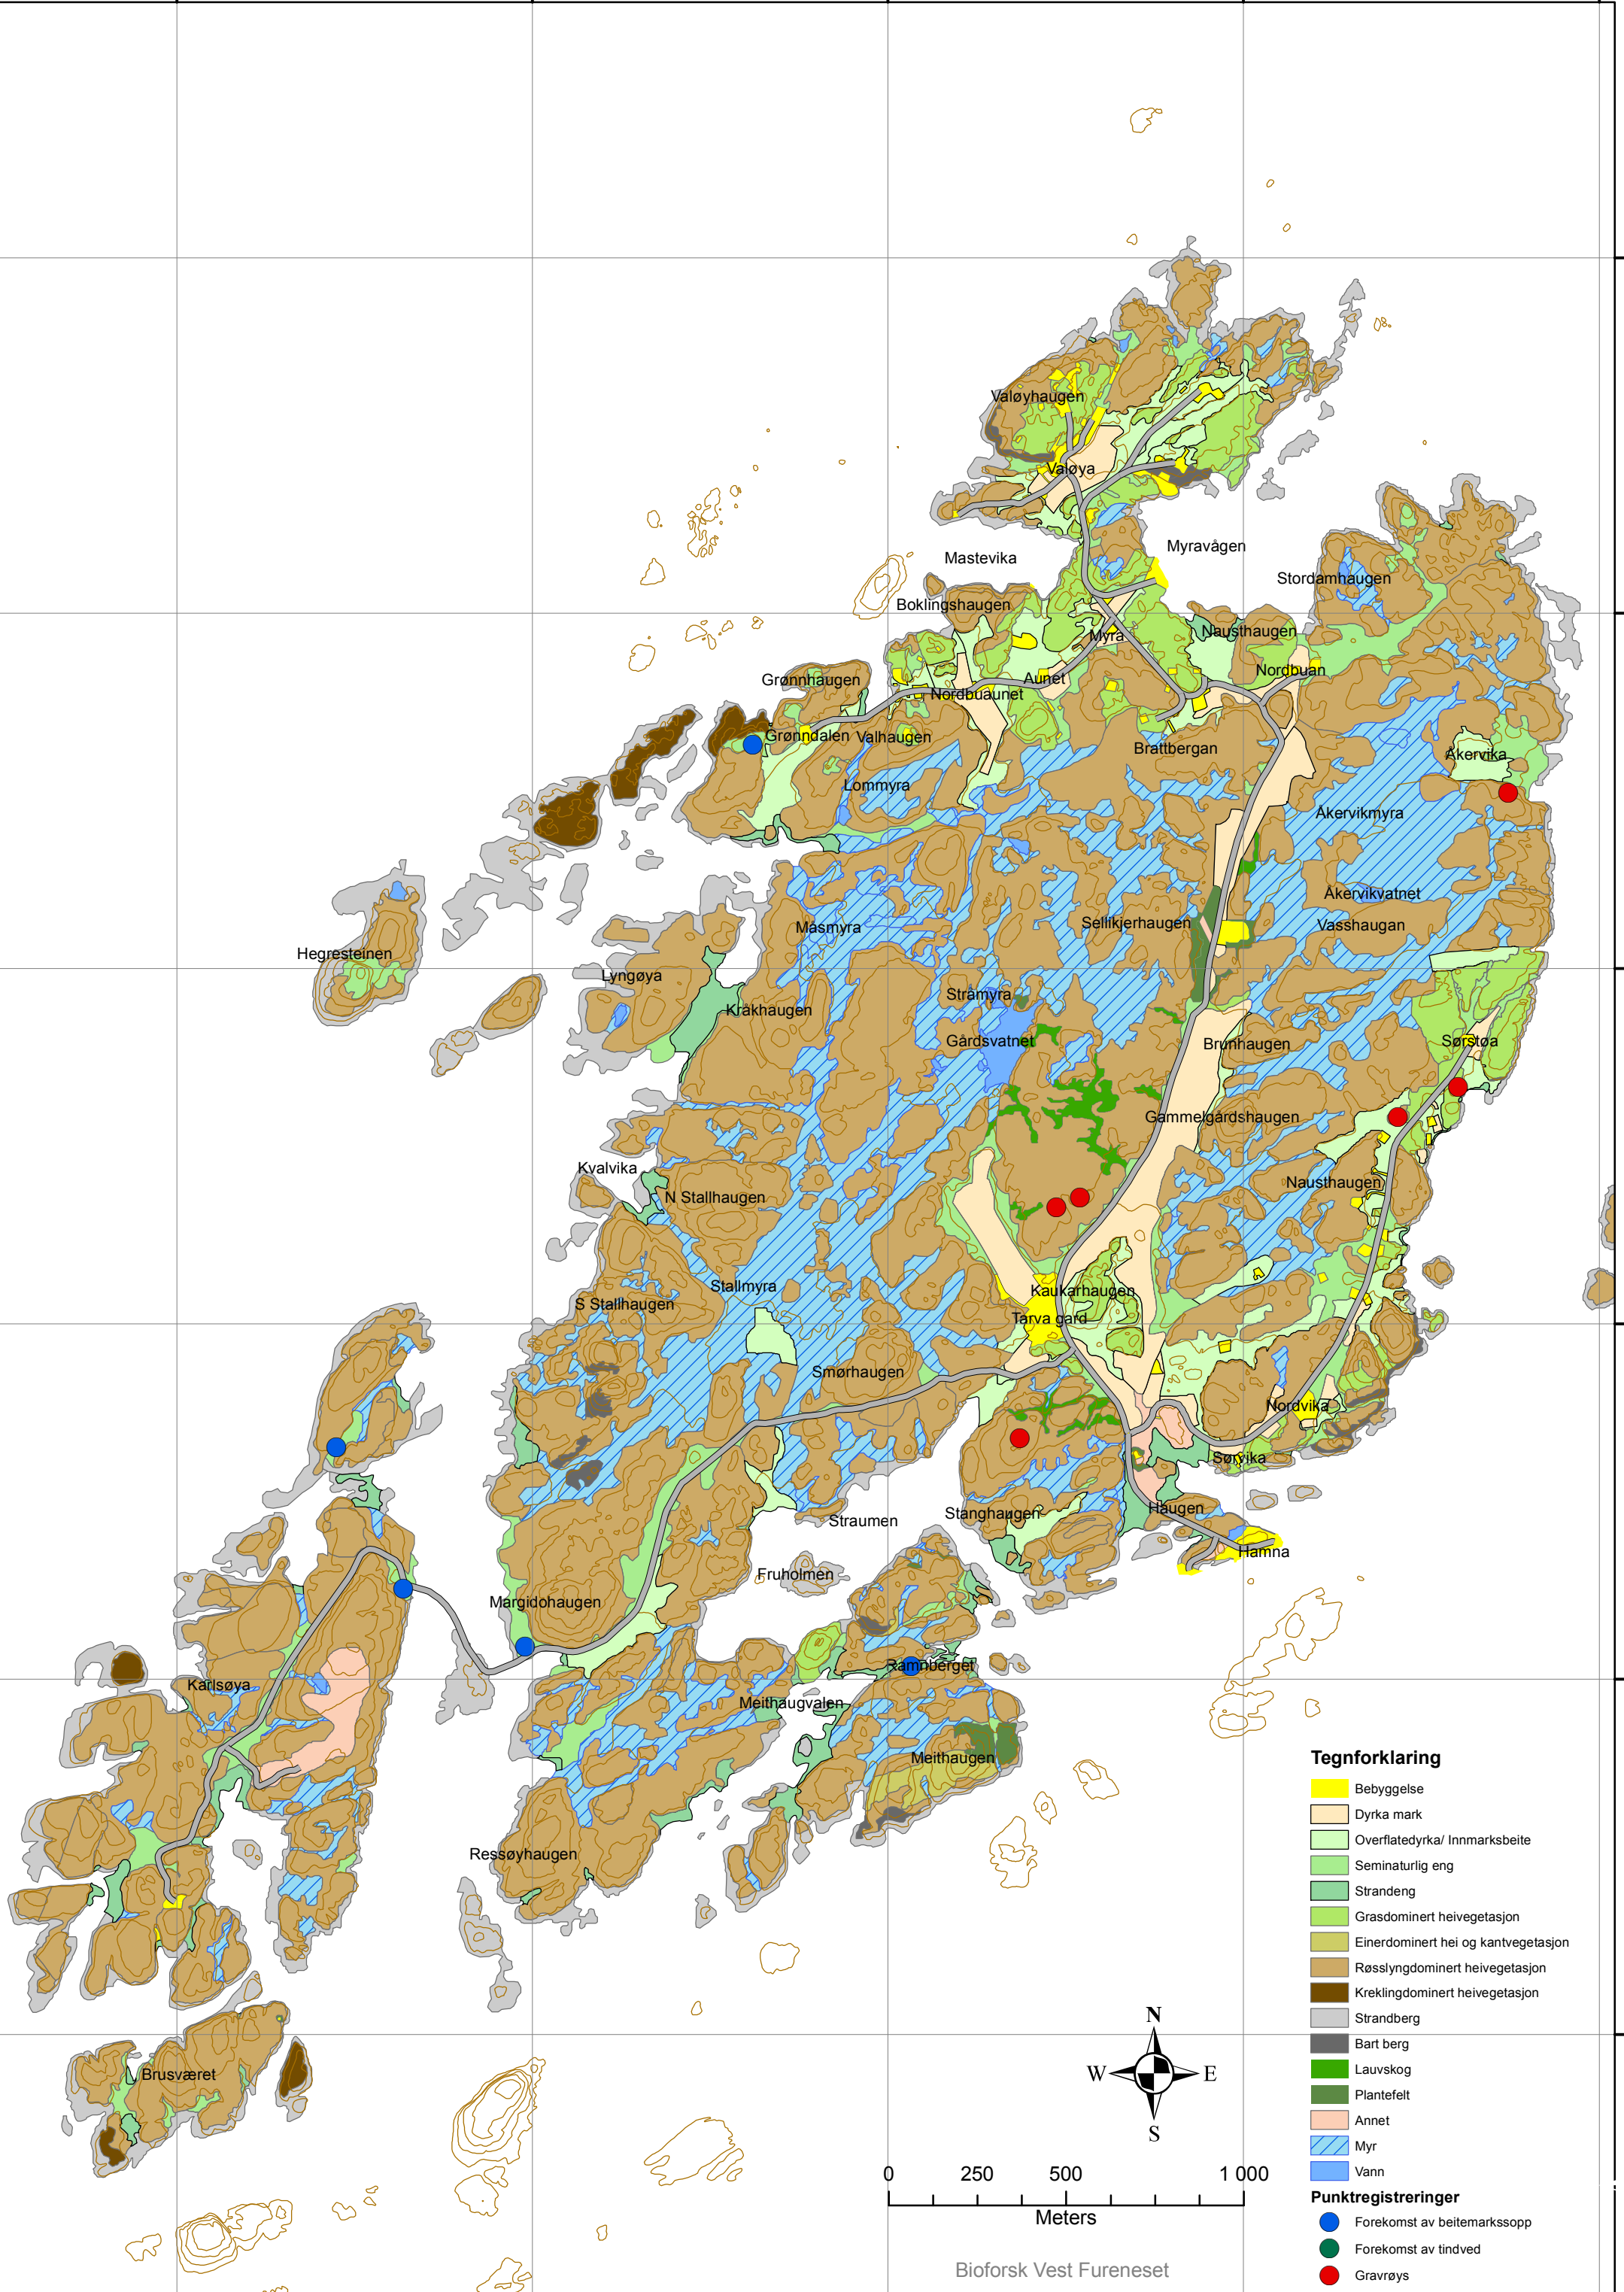 Valøyhaugen
Valøya
Myravågen
Mastevika
Stordamhaugen
Boklingshaugen
Nausthaugen
Myra
Nordbuan
Aunet
Grønnhaugen
Nordbuaunet
Grønndalen
Valhaugen
Brattbergan
Åkervika
Lommyra
Åkervikmyra
Åkervikvatnet
Sellikjerhaugen
Vasshaugan
Måsmyra
Hegresteinen
Lyngøya
Stråmyra
Kråkhaugen
Gårdsvatnet
Brunhaugen
Sørstøa
Gammelgårdshaugen
Kvalvika
Nausthaugen
N Stallhaugen
Stallmyra
Kaukarhaugen
S Stallhaugen
Tarva gard
Smørhaugen
Nordvika
Sørvika
Haugen
Stanghaugen
Straumen
Hamna
Fruholmen
Margidohaugen
Ramnberget
Karlsøya
Meithaugvalen
Meithaugen
Ressøyhaugen
Brusværet
Tegnforklaring
Bebyggelse
Dyrka mark
Overflatedyrka/ Innmarksbeite
Seminaturlig eng
Strandeng
Grasdominert heivegetasjon
Einerdominert hei og kantvegetasjon
Røsslyngdominert heivegetasjon
Kreklingdominert heivegetasjon
Strandberg
Bart berg
Lauvskog
Plantefelt
Annet
Myr
Vann
Punktregistreringer
Forekomst av beitemarkssopp
Forekomst av tindved
Gravrøys
N
W E
S
0 250 500 1 000
Meters
Bioforsk Vest Fureneset